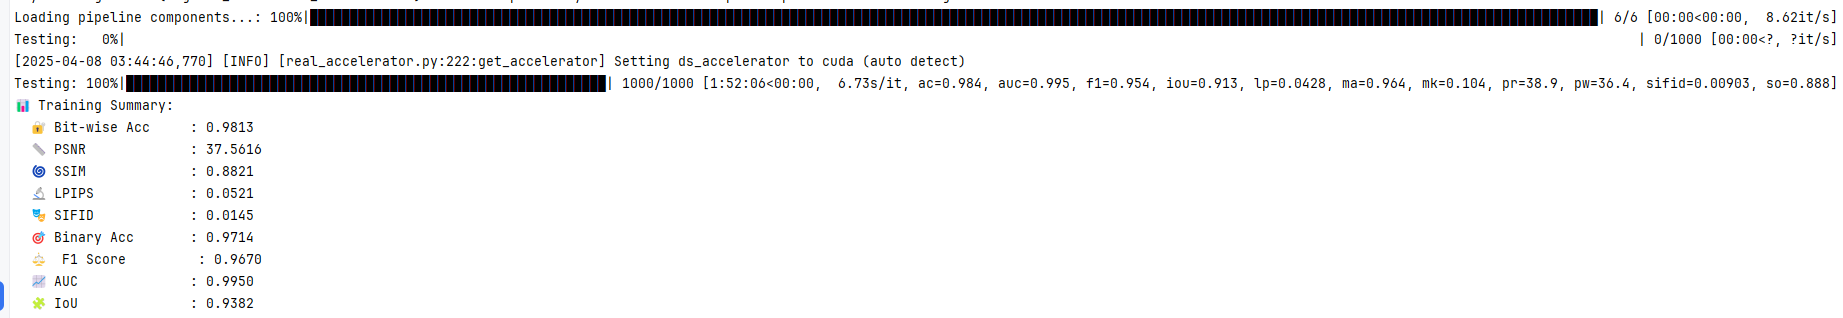 Loading pipeline components...: 100%|██████████| 6/6 [00:00<00:00,  8.62it/s]
Testing:   0%|          | 0/1000 [00:00<?, ?it/s]
[2025-04-08 03:44:46,770] [INFO] [real_accelerator.py:222:get_accelerator] Setting ds_accelerator to cuda (auto detect)
Testing: 100%|██████████| 1000/1000 [1:52:06<00:00,  6.73s/it, ac=0.984, auc=0.995, f1=0.954, iou=0.913, lp=0.0428, ma=0.964, mk=0.104, pr=38.9, pw=36.4, sifid=0.00903, so=0.888]
📊 Training Summary:
🔐 Bit-wise Acc     : 0.9813
📏 PSNR             : 37.5616
🌀 SSIM             : 0.8821
🔬 LPIPS            : 0.0521
🎭 SIFID            : 0.0145
🎯 Binary Acc       : 0.9714
⚖️ F1 Score         : 0.9670
📈 AUC              : 0.9950
🧩 IoU              : 0.9382